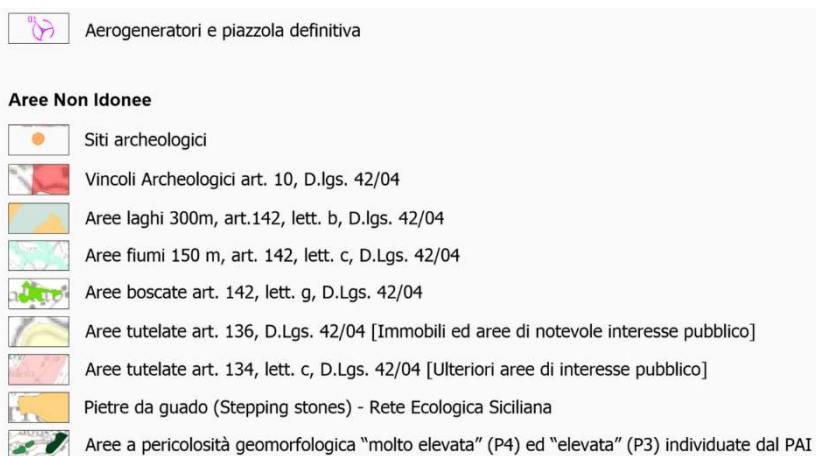 01
Aerogeneratori e piazzola definitiva
Aree Non Idonee
Siti archeologici
Vincoli Archeologici art. 10, D.lgs. 42/04
Aree laghi 300m, art.142, lett. b, D.lgs. 42/04
Aree fiumi 150 m, art. 142, lett. c, D.Lgs. 42/04
Aree boscate art. 142, lett. g, D.Lgs. 42/04
Aree tutelate art. 136, D.Lgs. 42/04 [Immobili ed aree di notevole interesse pubblico]
Aree tutelate art. 134, lett. c, D.Lgs. 42/04 [Ulteriori aree di interesse pubblico]
Pietre da guado (Stepping stones) - Rete Ecologica Siciliana
Aree a pericolosità geomorfologica “molto elevata” (P4) ed “elevata” (P3) individuate dal PAI